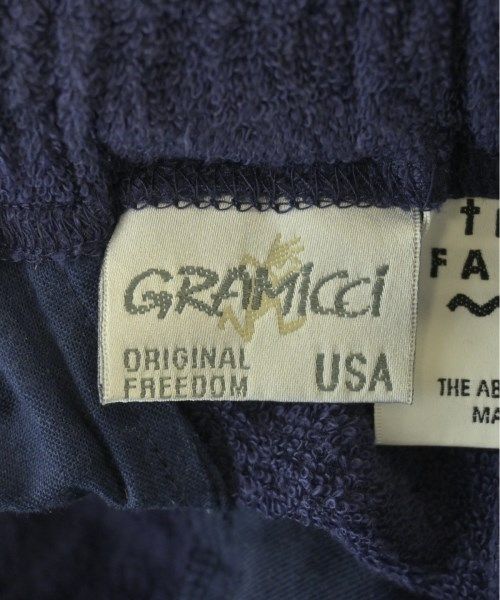 GRAMICCI
ORIGINAL
FREEDOM
USA
FA
THE AB
MA